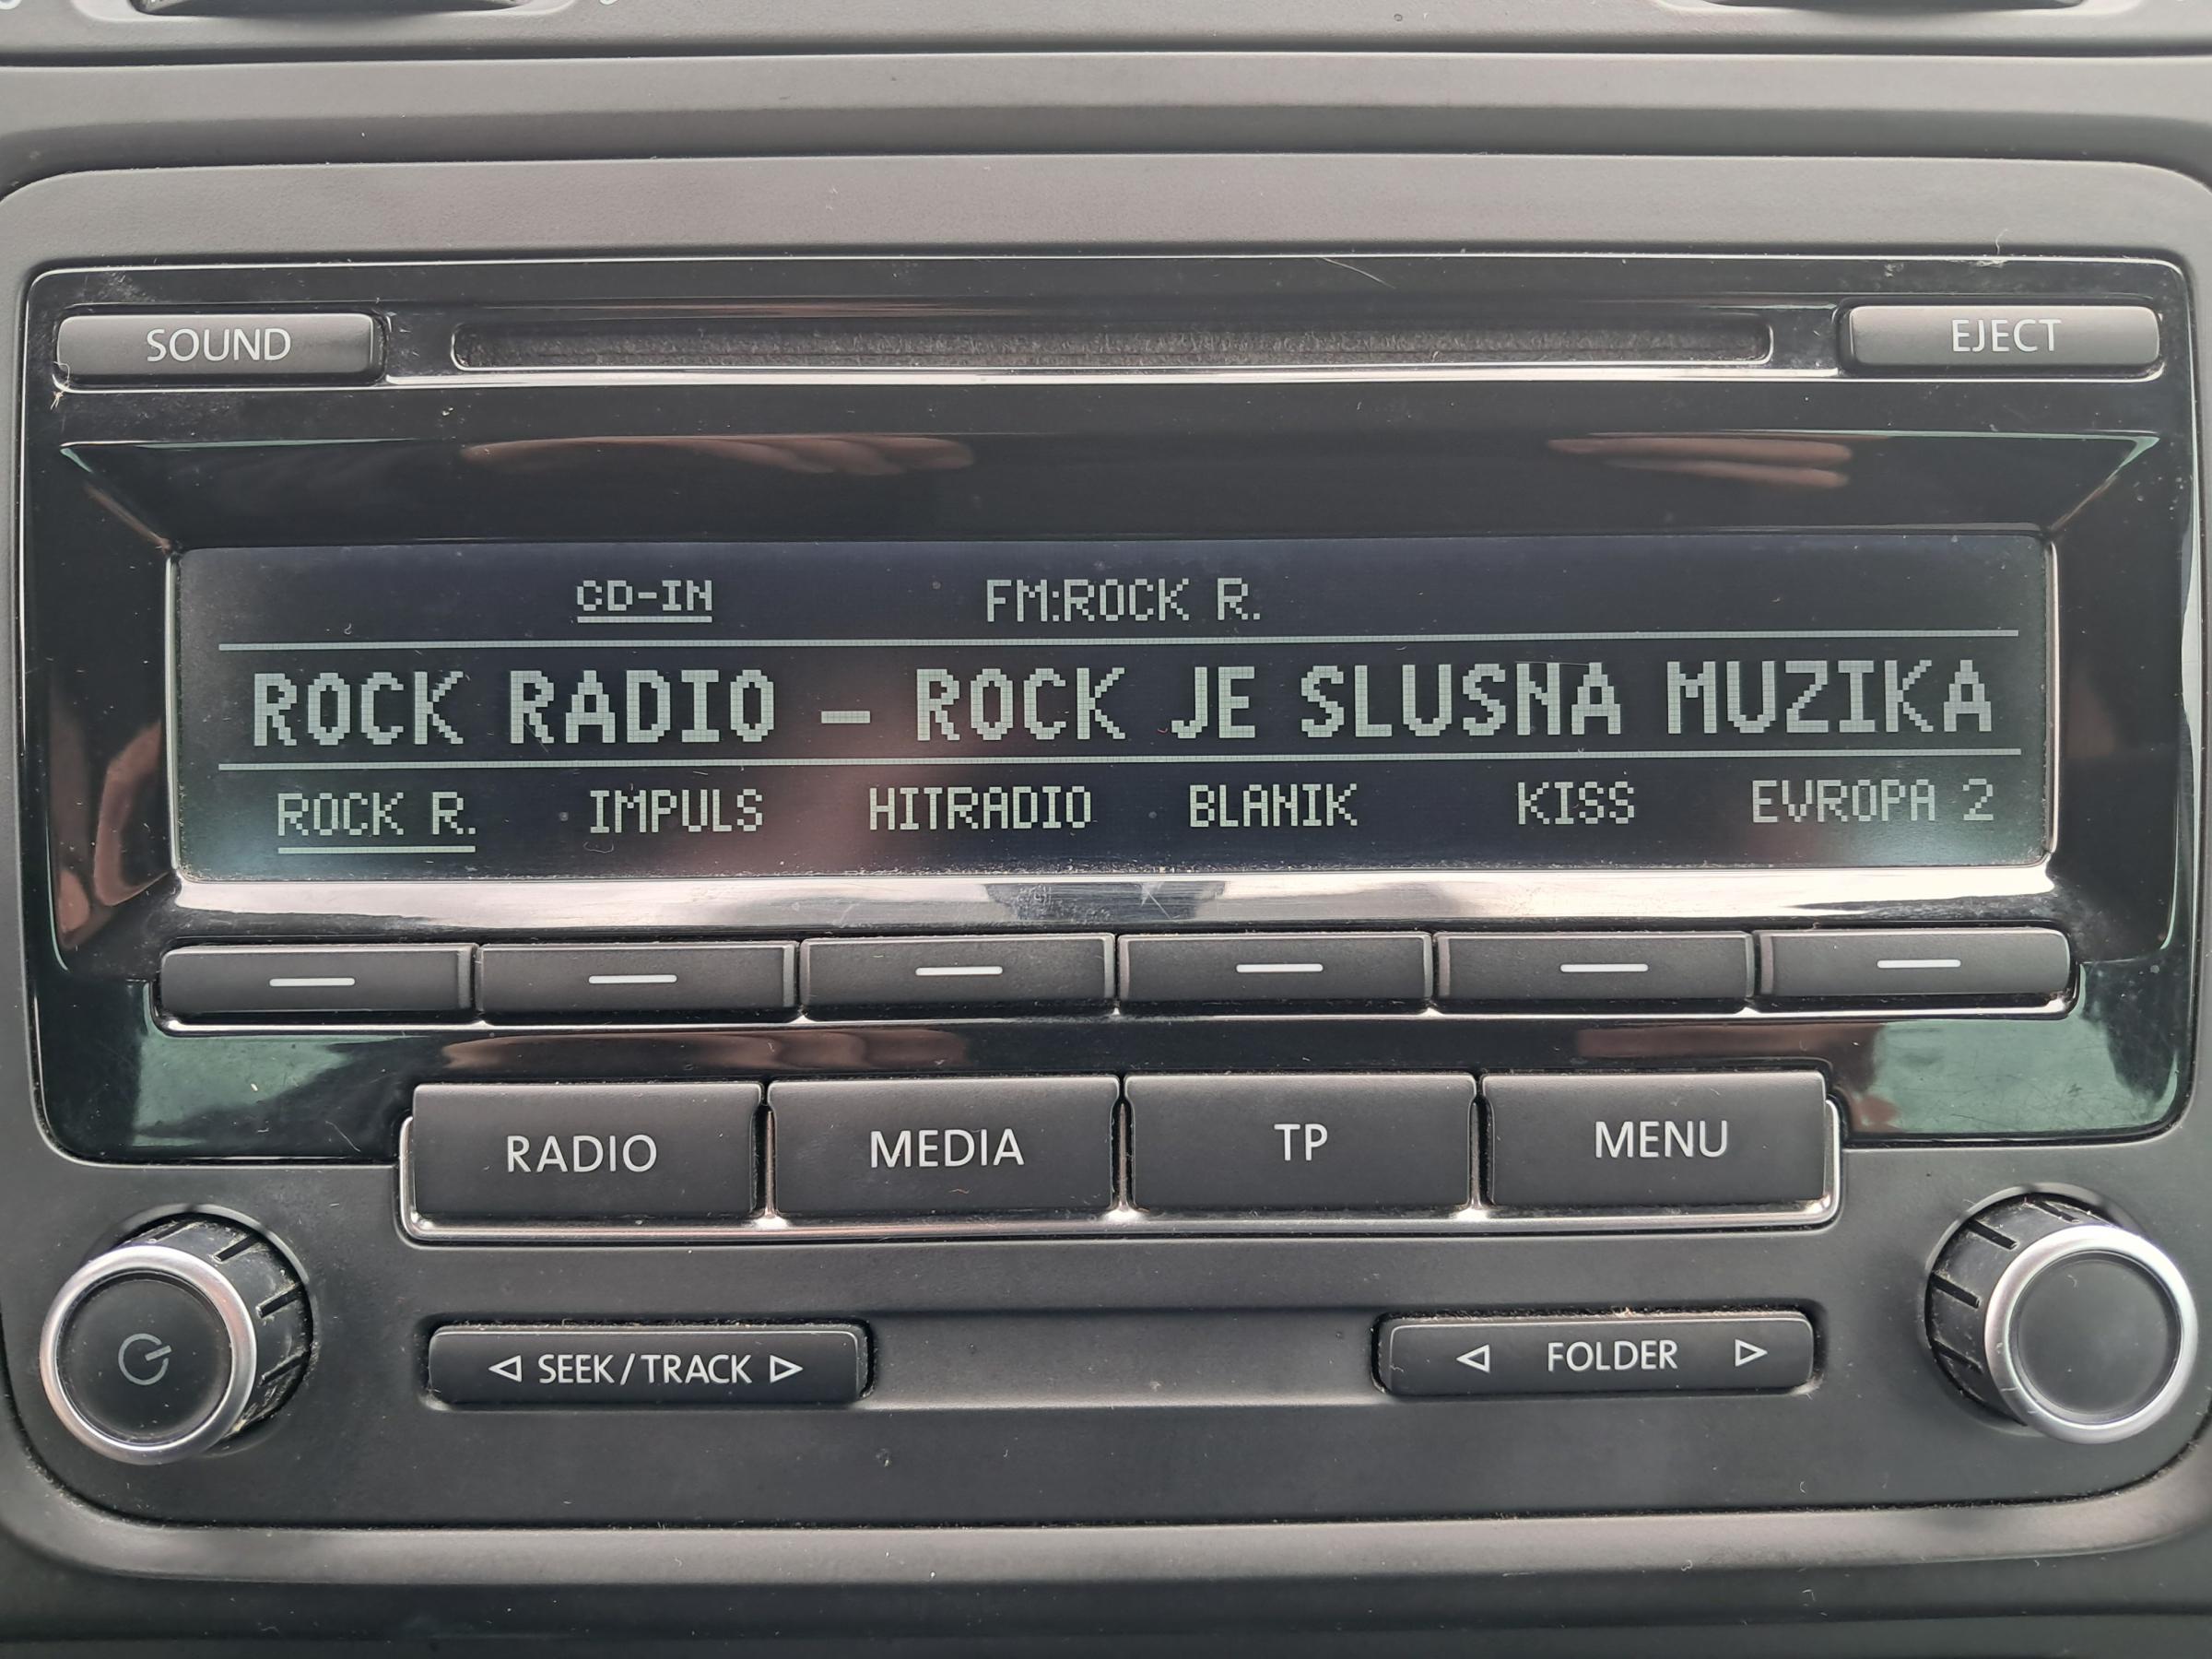 SOUND EJECT
CD-IN FM:ROCK R.
ROCK RADIO - ROCK JE SLUSNA MUZIKA
ROCK R. IMPULS HITRADIO BLANIK KISS EVROPA 2
RADIO MEDIA TP MENU
SEEK/TRACK FOLDER